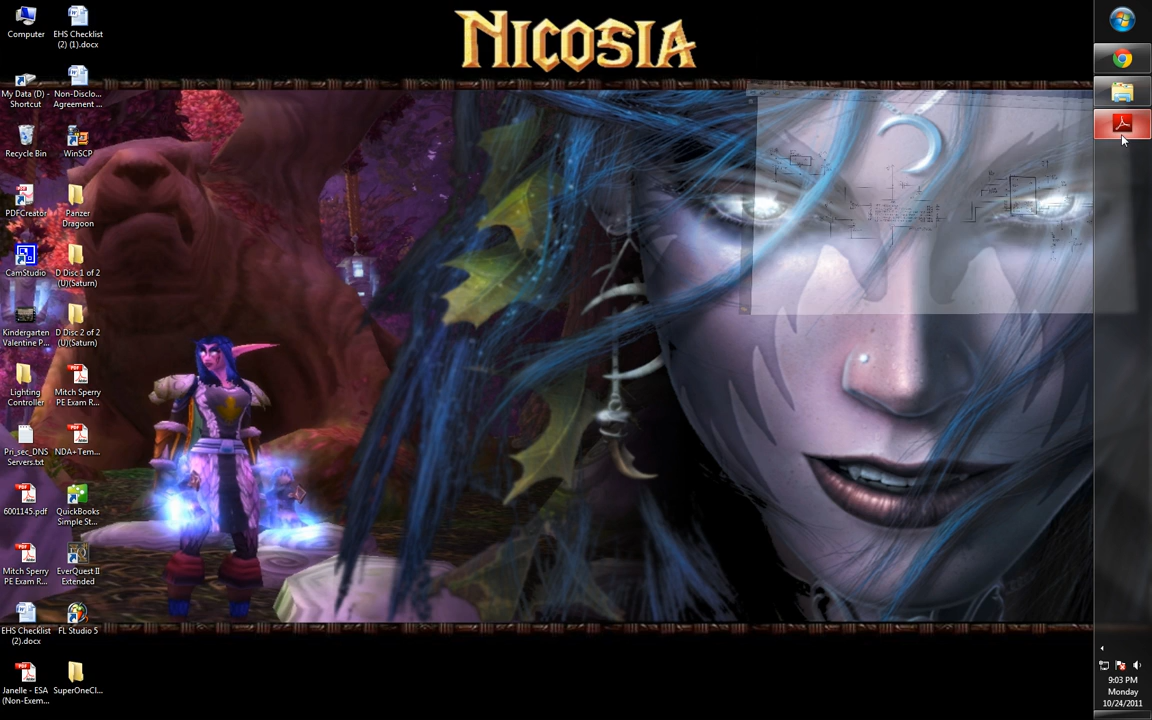 NICOSIA
Computer
EHS Checklist
(2) (1).docx
My Data (D) -
Shortcut
Non-Disclo...
Agreement ...
Recycle Bin
WinSCP
PDFCreator
Panzer
Dragoon
CamStudio
D Disc 1 of 2
(U)(Saturn)
Kindergarten
Valentine P...
D Disc 2 of 2
(U)(Saturn)
Lighting
Controller
Mitch Sperry
PE Exam R...
Pri_sec_DNS
Servers.txt
NDA+Tem...
6001145.pdf
QuickBooks
Simple St...
Mitch Sperry
PE Exam R...
EverQuest II
Extended
EHS Checklist
(2).docx
FL Studio 5
Janelle - ESA
(Non-Exem...
SuperOneCl...
9:03 PM
Monday
10/24/2011